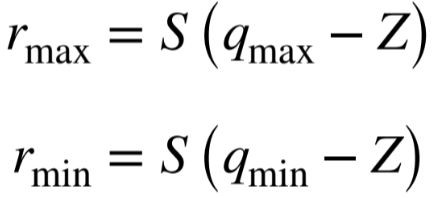 r_max = S (q_max − Z)
r_min = S (q_min − Z)